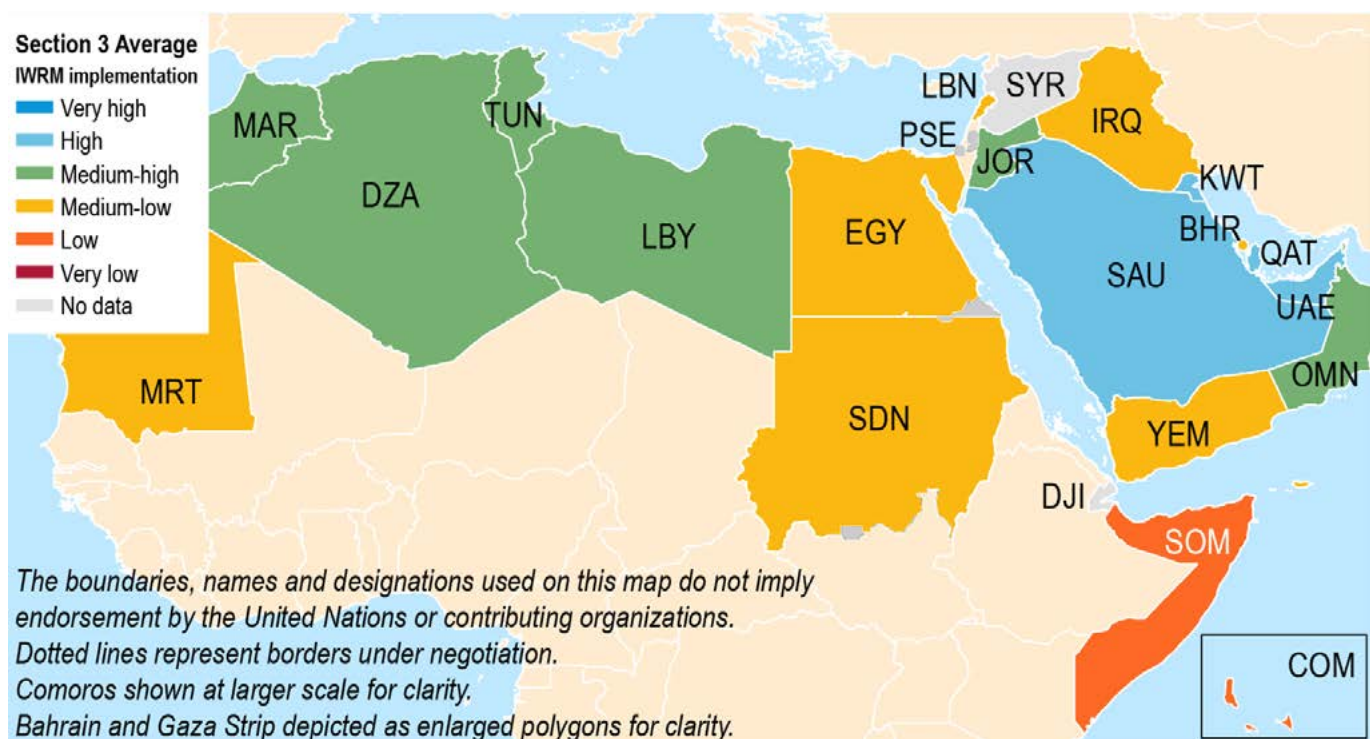 Section 3 Average
IWRM implementation
Very high
High
Medium-high
Medium-low
Low
Very low
No data
MAR
DZA
TUN
LBY
EGY
LBN
SYR
PSE
JOR
IRQ
KWT
BHR
QAT
SAU
UAE
OMN
MRT
SDN
YEM
DJI
SOM
COM
The boundaries, names and designations used on this map do not imply
endorsement by the United Nations or contributing organizations.
Dotted lines represent borders under negotiation.
Comoros shown at larger scale for clarity.
Bahrain and Gaza Strip depicted as enlarged polygons for clarity.